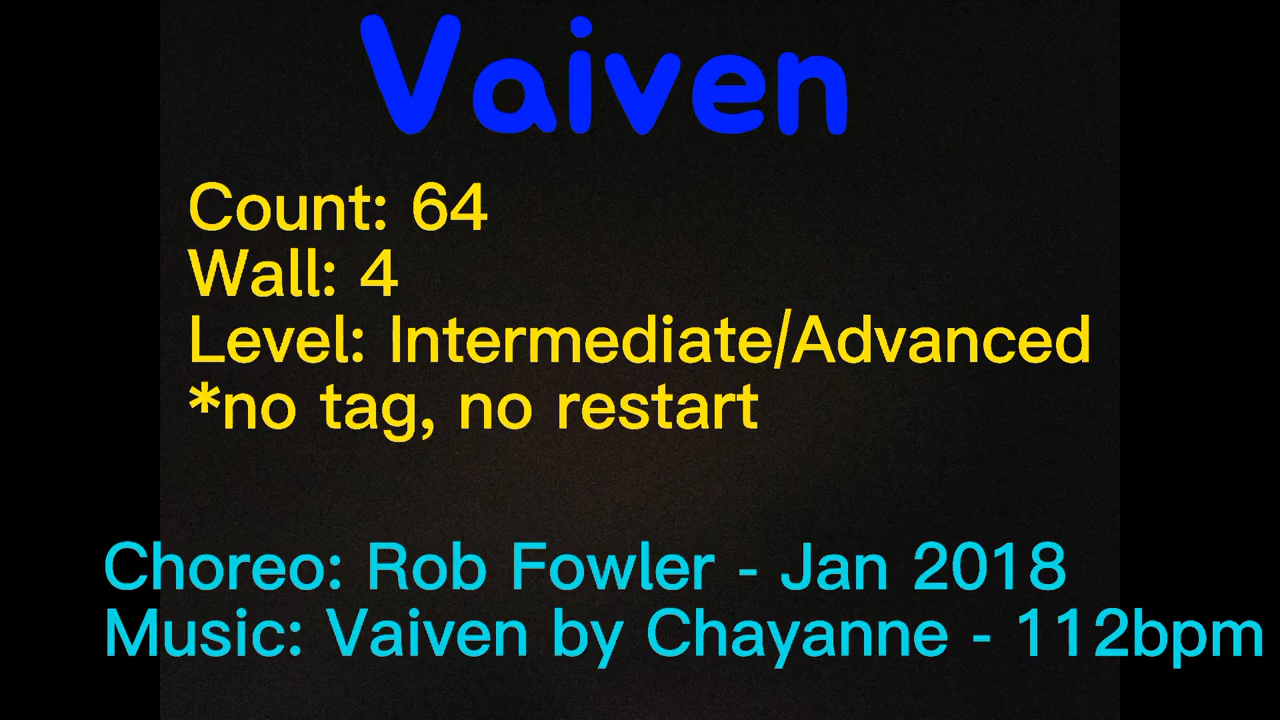 Vaiven
Count: 64
Wall: 4
Level: Intermediate/Advanced
*no tag, no restart
Choreo: Rob Fowler - Jan 2018
Music: Vaiven by Chayanne - 112bpm